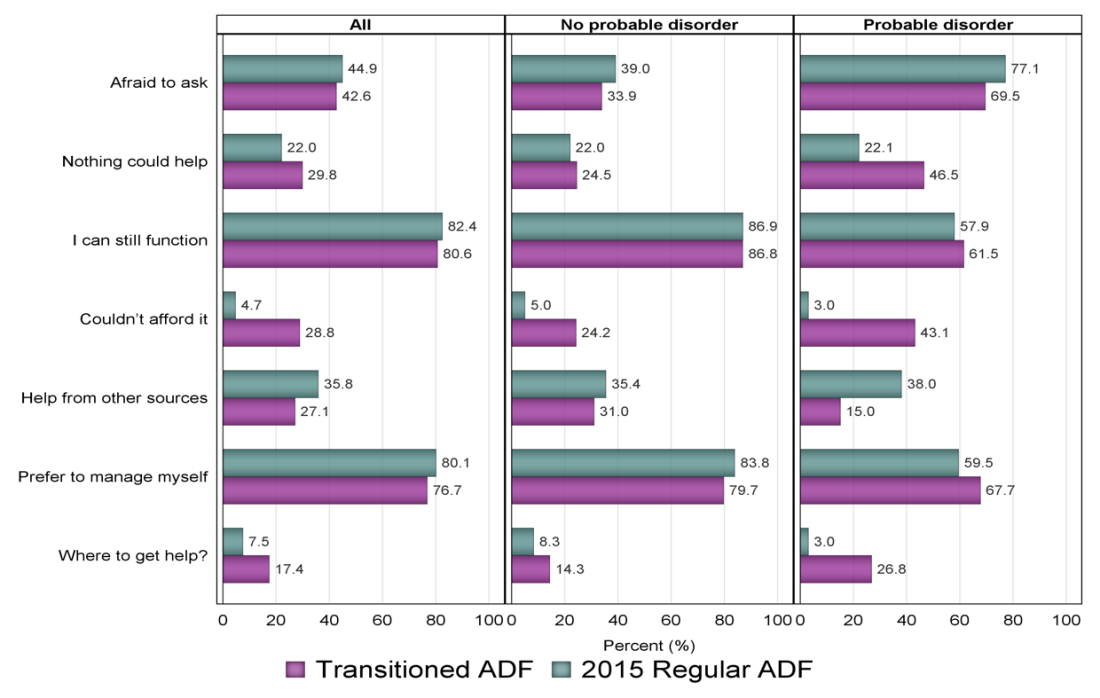 All No probable disorder Probable disorder
Afraid to ask 44.9 39.0 77.1
42.6 33.9 69.5
Nothing could help 22.0 22.0 22.1
29.8 24.5 46.5
I can still function 82.4 86.9 57.9
80.6 86.8 61.5
Couldn’t afford it 4.7 5.0 3.0
28.8 24.2 43.1
Help from other sources 35.8 35.4 38.0
27.1 31.0 15.0
Prefer to manage myself 80.1 83.8 59.5
76.7 79.7 67.7
Where to get help? 7.5 8.3 3.0
17.4 14.3 26.8
0 20 40 60 80 100 0 20 40 60 80 100 0 20 40 60 80 100
Percent (%)
Transitioned ADF 2015 Regular ADF